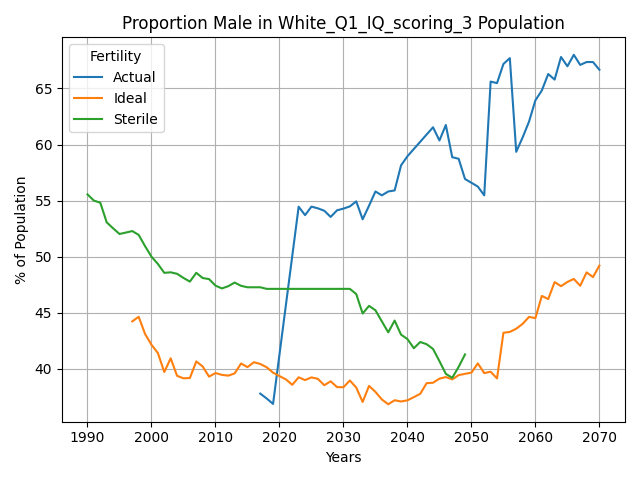 Proportion Male in White_Q1_IQ_scoring_3 Population
Fertility
Actual
Ideal
Sterile
% of Population
65
60
55
50
45
40
1990 2000 2010 2020 2030 2040 2050 2060 2070
Years